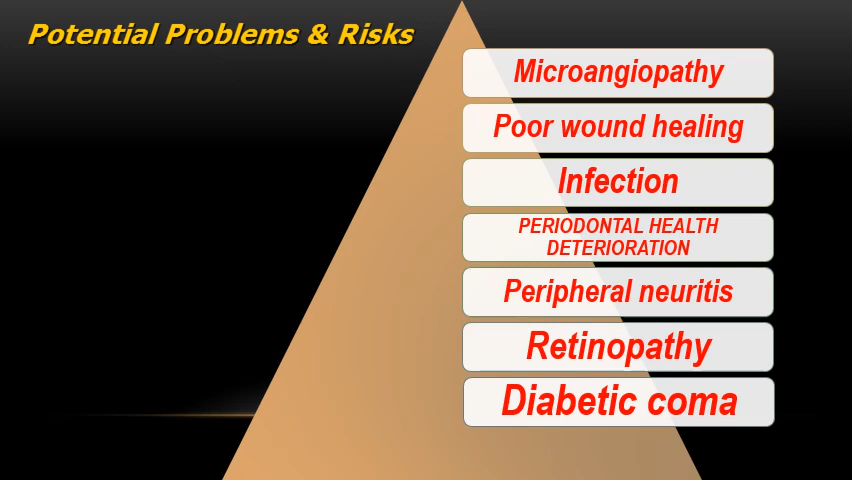 Potential Problems & Risks
Microangiopathy
Poor wound healing
Infection
PERIODONTAL HEALTH
DETERIORATION
Peripheral neuritis
Retinopathy
Diabetic coma